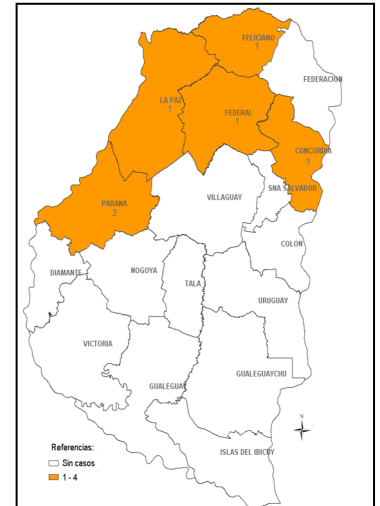 FELICIANO
1
FEDERACION
LA PAZ
1
FEDERAL
1
CONCORDIA
1
SNA SALVADOR
VILLAGUAY
PARANA
2
COLON
DIAMANTE
NOGOYA
TALA
URUGUAY
VICTORIA
GUALEGUAY
GUALEGUAYCHU
N
ISLAS DEL IBICUY
Referencias:
Sin casos
1 - 4